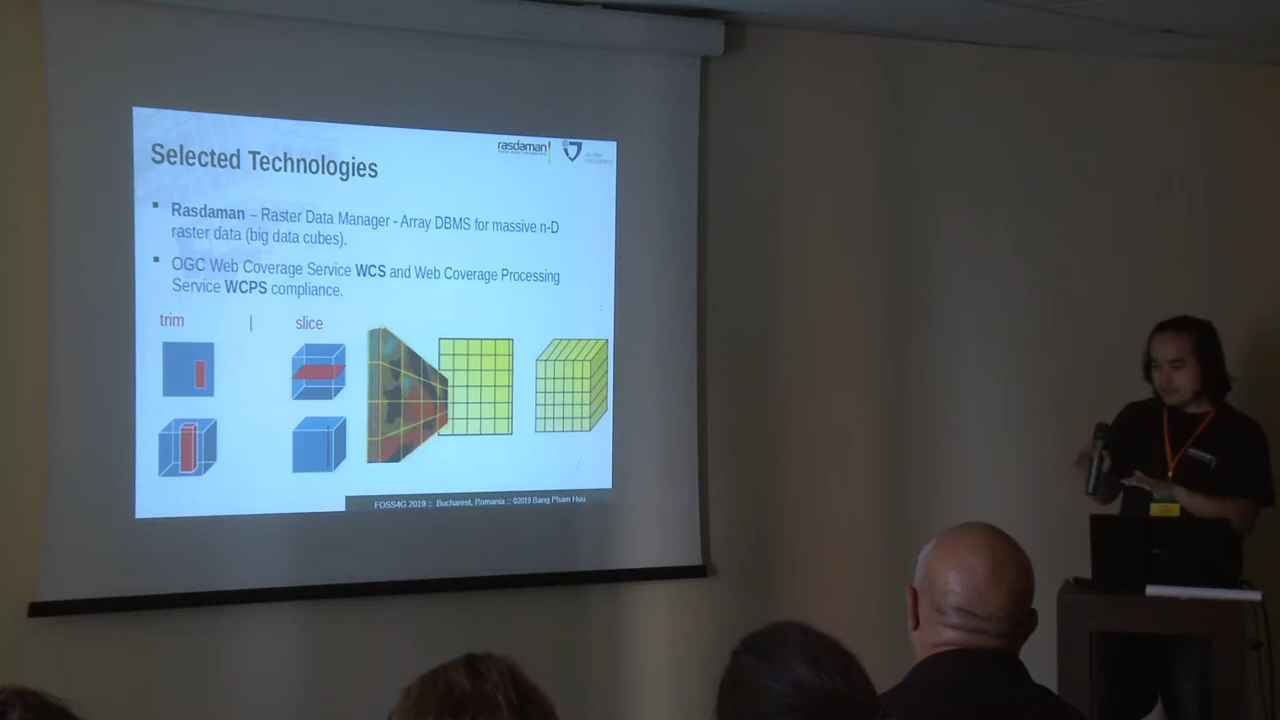 rasdaman
Selected Technologies
Rasdaman – Raster Data Manager - Array DBMS for massive n-D
raster data (big data cubes).
OGC Web Coverage Service WCS and Web Coverage Processing
Service WCPS compliance.
trim | slice
FOSS4G 2019 :: Bucharest, Romania :: ©2019 Bang Pham Huu